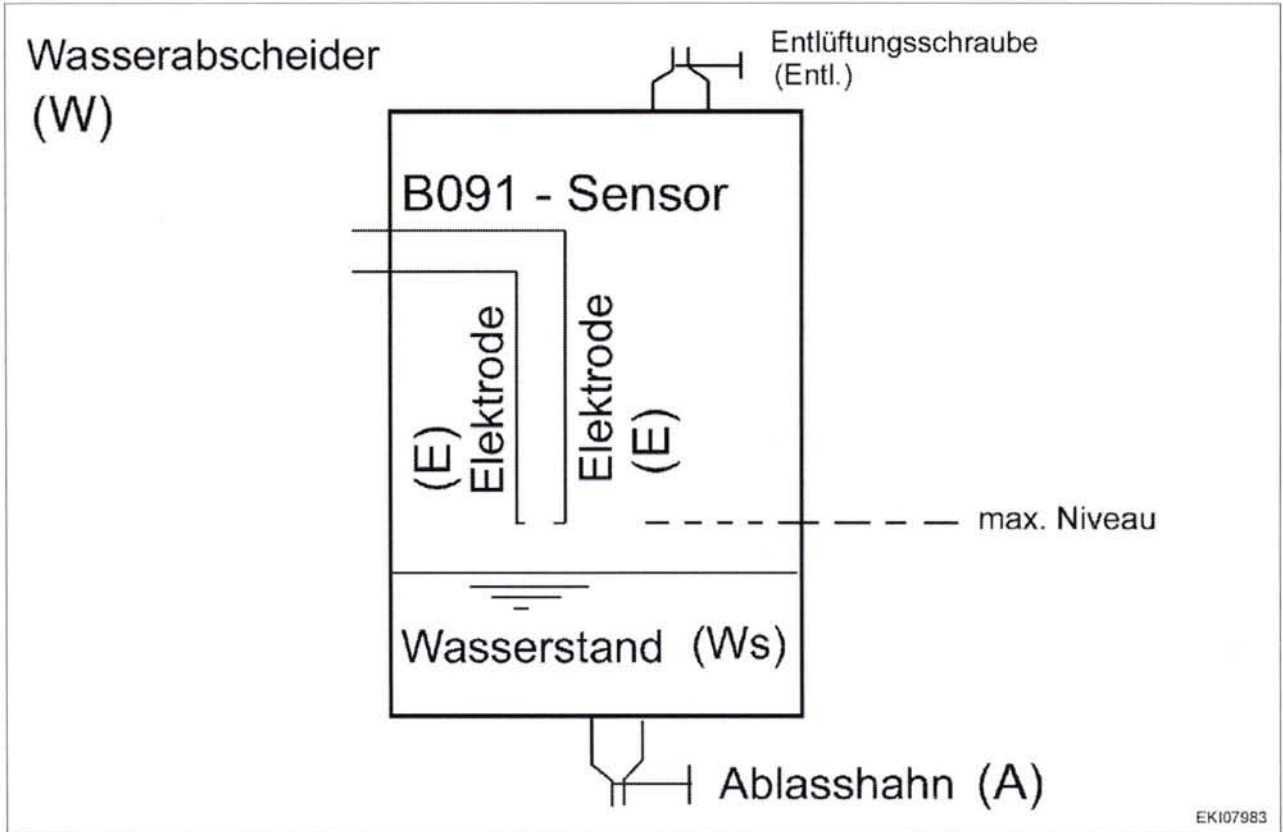 Wasserabscheider
(W)
Entlüftungsschraube
(Entl.)
B091 - Sensor
(E)
Elektrode
Elektrode
(E)
max. Niveau
Wasserstand (Ws)
Ablasshahn (A)
EKI07983